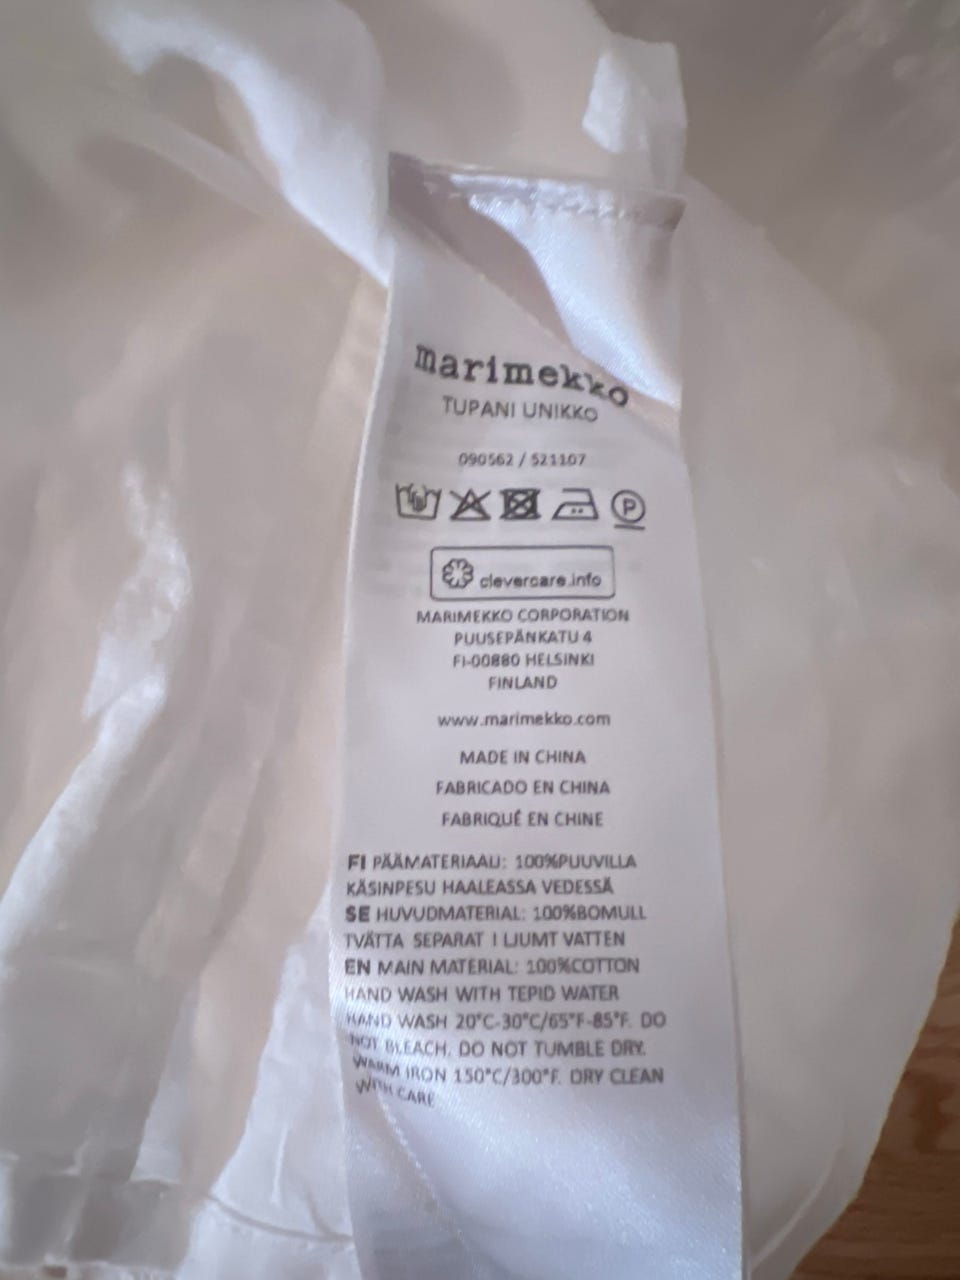 marimekko
TUPANI UNIKKO
090562 / 521107
P
clevercare.info
MARIMEKKO CORPORATION
PUUSEPÄNKATU 4
FI-00880 HELSINKI
FINLAND
www.marimekko.com
MADE IN CHINA
FABRICADO EN CHINA
FABRIQUÉ EN CHINE
FI PÄÄMATERIAALI: 100%PUUVILLA
KÄSINPESU HAALEASSA VEDESSÄ
SE HUVUDMATERIAL: 100%BOMULL
TVÄTTA SEPARAT I LJUMT VATTEN
EN MAIN MATERIAL: 100%COTTON
HAND WASH WITH TEPID WATER
HAND WASH 20°C-30°C/65°F-85°F. DO
NOT BLEACH. DO NOT TUMBLE DRY.
WARM IRON 150°C/300°F. DRY CLEAN
WITH CARE